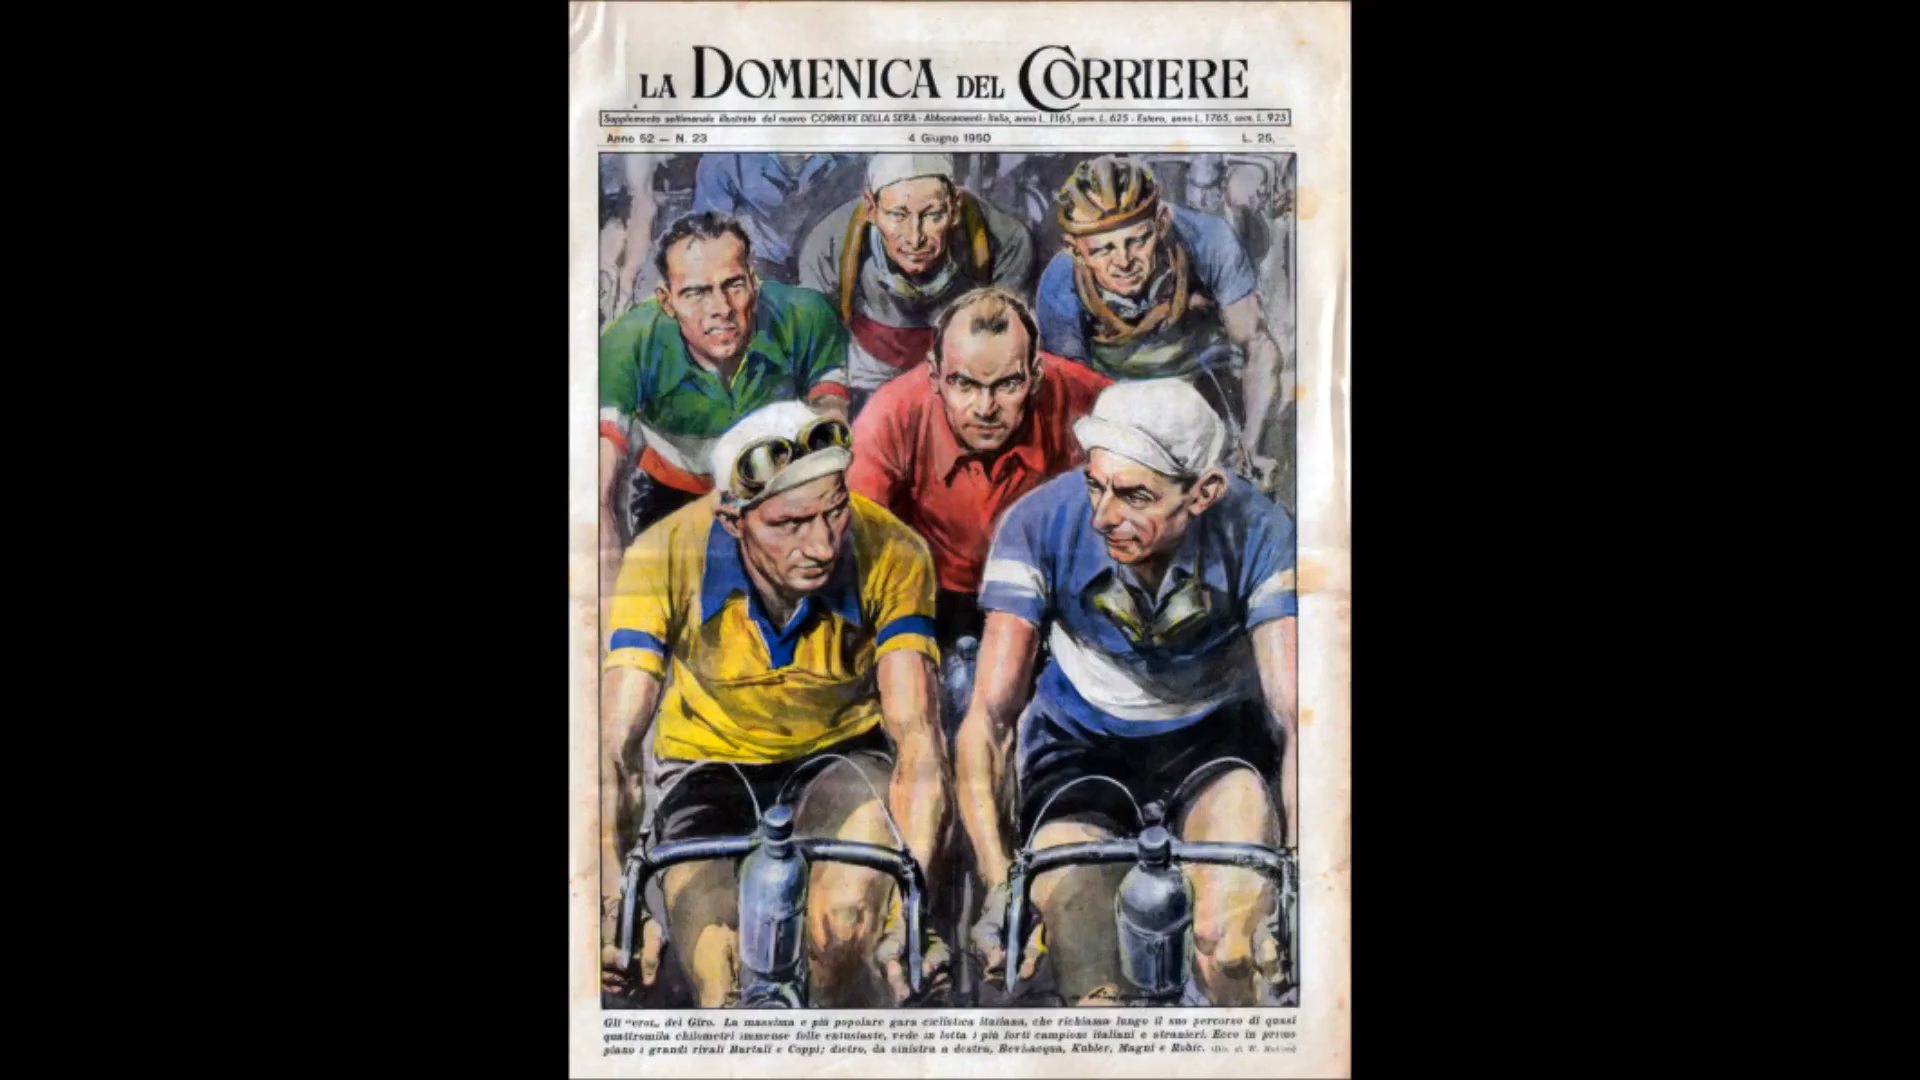 LA DOMENICA DEL CORRIERE
Supplemento settimanale illustrato del nuovo CORRIERE DELLA SERA - Abbonamenti: Italia, anno L. 1165, sem. L. 625 - Estero, anno L. 1765, sem. L. 925
Anno 52 — N. 23 4 Giugno 1950 L. 25,—
Gli "eroi„ del Giro. La massima e più popolare gara ciclistica italiana, che richiama lungo il suo percorso di quasi
quattromila chilometri immense folle entusiaste, vede in lotta i più forti campioni italiani e stranieri. Ecco in primo
piano i grandi rivali Bartali e Coppi; dietro, da sinistra a destra, Bevilacqua, Kubler, Magni e Robic. (Dis. di W.